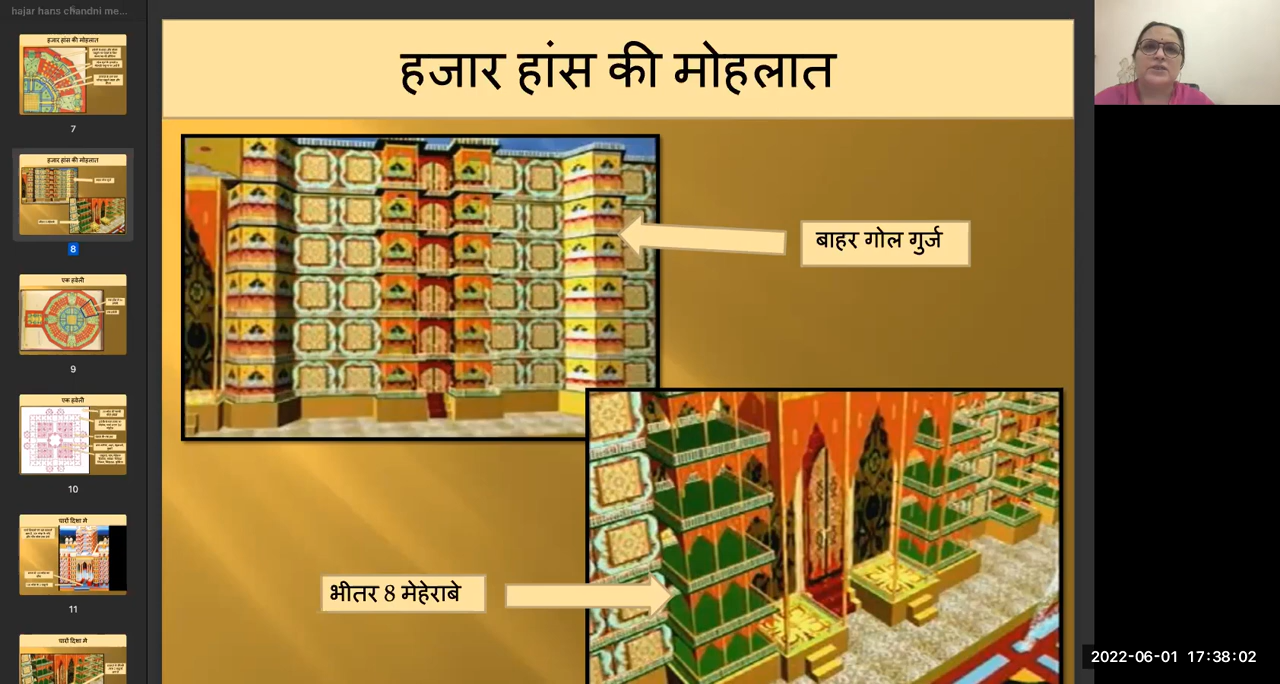 hajar hans chandni me...
हजार हांस की मोहलात
7
हजार हांस की मोहलात
8
एक हवेली
9
एक हवेली
10
चारो दिशा मे
11
चारो दिशा मे
हजार हांस की मोहलात
बाहर गोल गुर्ज
भीतर 8 मेहेराबे
2022-06-01 17:38:02